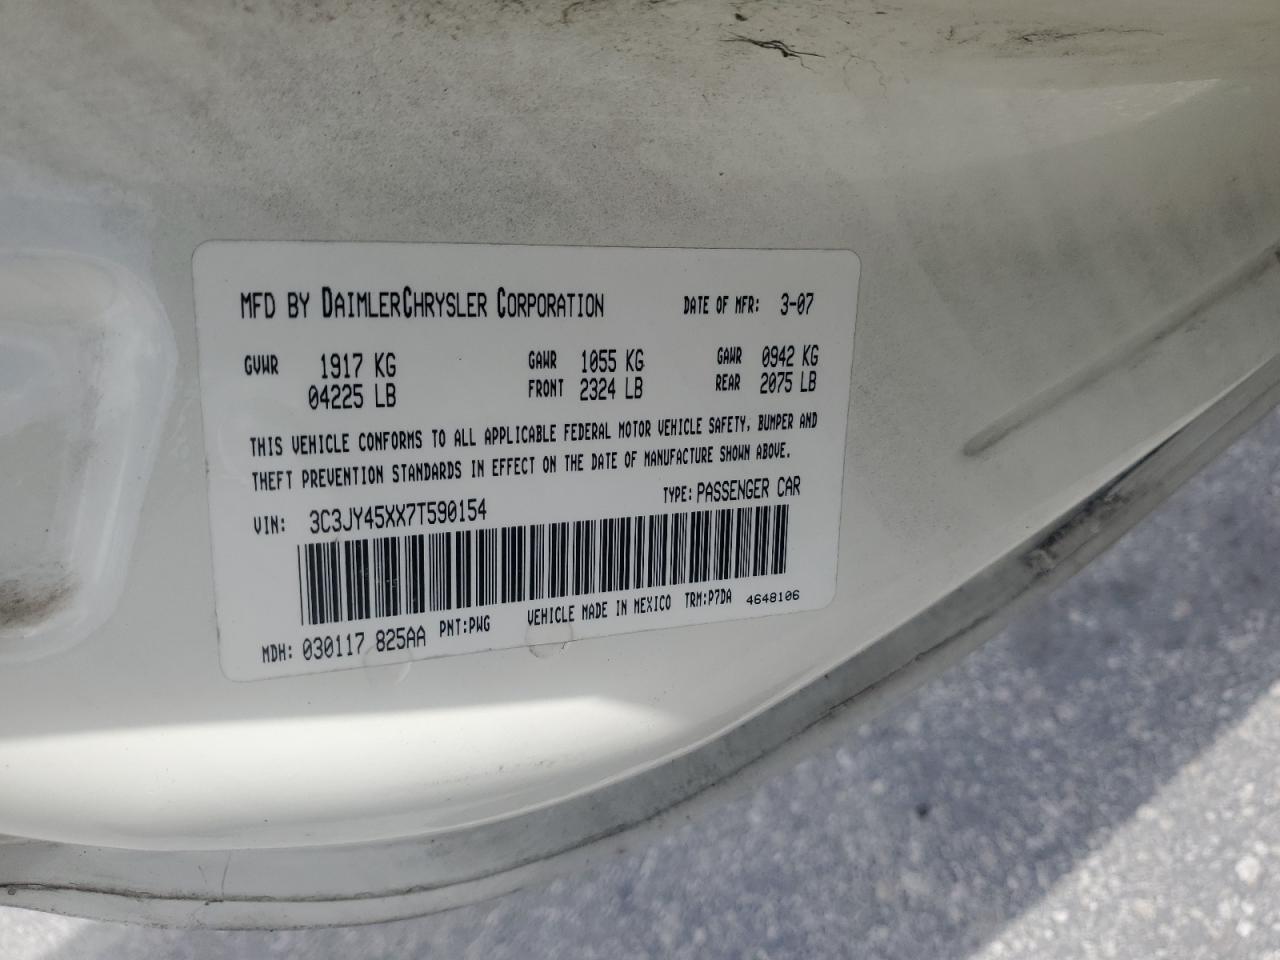 MFD BY DAIMLERCHRYSLER CORPORATION DATE OF MFR: 3-07
GVWR 1917 KG GAWR 1055 KG GAWR 0942 KG
04225 LB FRONT 2324 LB REAR 2075 LB
THIS VEHICLE CONFORMS TO ALL APPLICABLE FEDERAL MOTOR VEHICLE SAFETY, BUMPER AND
THEFT PREVENTION STANDARDS IN EFFECT ON THE DATE OF MANUFACTURE SHOWN ABOVE.
VIN: 3C3JY45XX7T590154 TYPE: PASSENGER CAR
MDH: 030117 825AA PNT:PWG VEHICLE MADE IN MEXICO TRM:P7DA 4648106